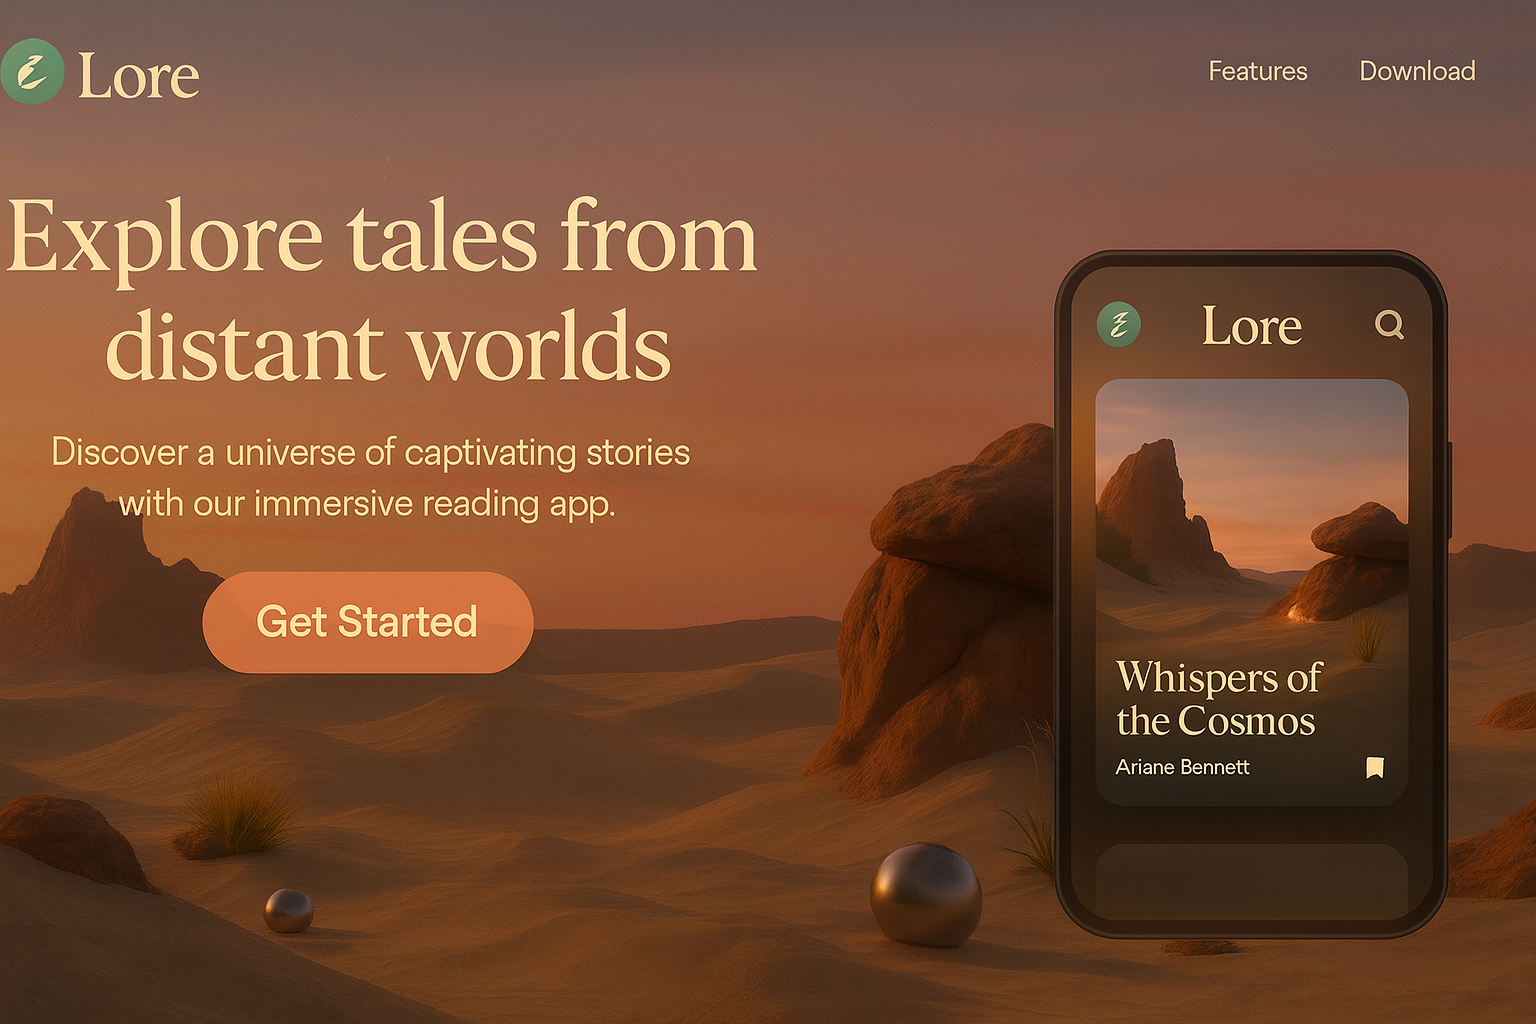 Lore
Features
Download
Explore tales from
distant worlds
Discover a universe of captivating stories
with our immersive reading app.
Get Started
Lore
Whispers of
the Cosmos
Ariane Bennett